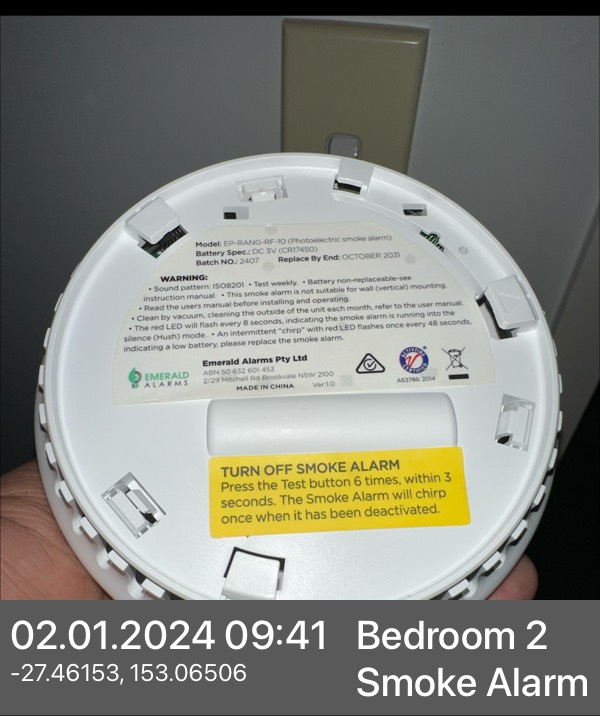 Model: EP-RANG-RF-10 (Photoelectric smoke alarm)
Battery Spec.: DC 3V (CR17450)
Batch NO.: 2407 Replace By End: OCTOBER 2031
WARNING:
• Sound pattern: ISO8201 • Test weekly. • Battery non-replaceable-see
instruction manual. • This smoke alarm is not suitable for wall (vertical) mounting.
• Read the users manual before installing and operating.
• Clean by vacuum, cleaning the outside of the unit each month, refer to the user manual.
• The red LED will flash every 8 seconds, indicating the smoke alarm is running into the
silence (Hush) mode. • An intermittent "chirp" with red LED flashes once every 48 seconds,
indicating a low battery, please replace the smoke alarm.
EMERALD
ALARMS
Emerald Alarms Pty Ltd
ABN 50 632 601 453
2/29 Mitchell Rd Brookvale NSW 2100
MADE IN CHINA Ver:1.0
AS3786: 2014
TURN OFF SMOKE ALARM
Press the Test button 6 times, within 3
seconds. The Smoke Alarm will chirp
once when it has been deactivated.
02.01.2024 09:41
-27.46153, 153.06506
Bedroom 2
Smoke Alarm